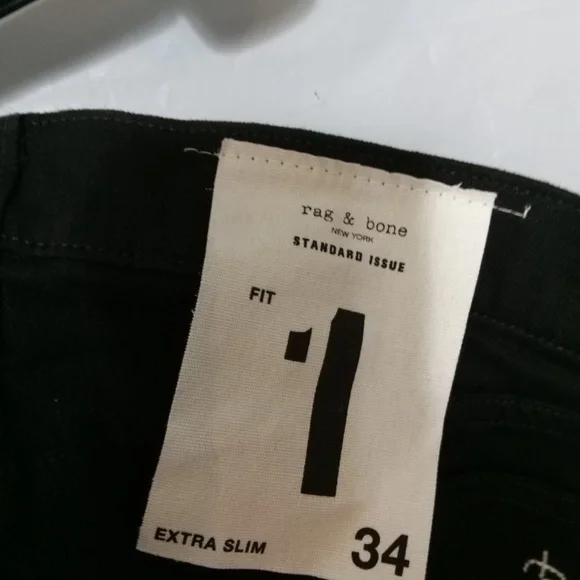 rag & bone
NEW YORK
STANDARD ISSUE
FIT
1
EXTRA SLIM
34